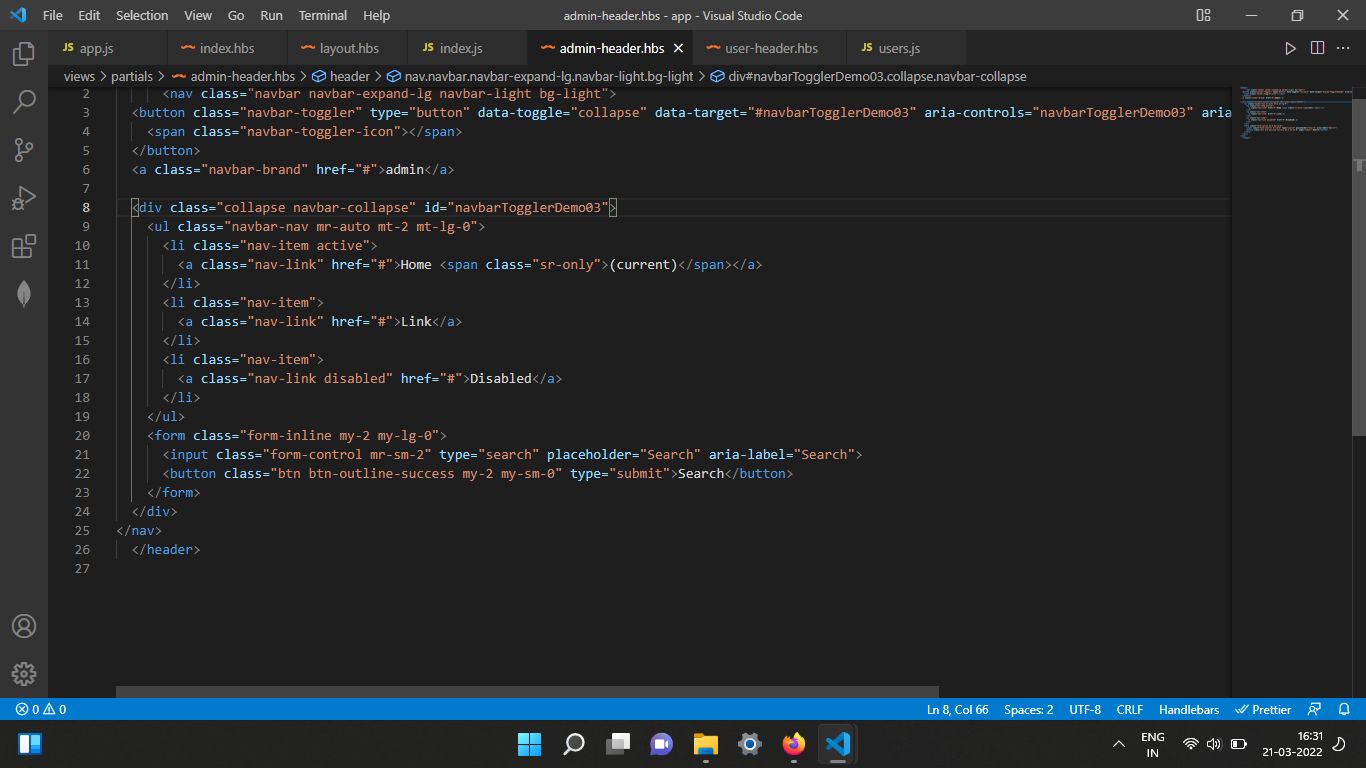 File Edit Selection View Go Run Terminal Help admin-header.hbs - app - Visual Studio Code
JS app.js index.hbs layout.hbs JS index.js admin-header.hbs user-header.hbs JS users.js
views > partials > admin-header.hbs > header > nav.navbar.navbar-expand-lg.navbar-light.bg-light > div#navbarTogglerDemo03.collapse.navbar-collapse
2 <nav class="navbar navbar-expand-lg navbar-light bg-light">
3 <button class="navbar-toggler" type="button" data-toggle="collapse" data-target="#navbarTogglerDemo03" aria-controls="navbarTogglerDemo03" aria
4 <span class="navbar-toggler-icon"></span>
5 </button>
6 <a class="navbar-brand" href="#">admin</a>
7
8 <div class="collapse navbar-collapse" id="navbarTogglerDemo03">
9 <ul class="navbar-nav mr-auto mt-2 mt-lg-0">
10 <li class="nav-item active">
11 <a class="nav-link" href="#">Home <span class="sr-only">(current)</span></a>
12 </li>
13 <li class="nav-item">
14 <a class="nav-link" href="#">Link</a>
15 </li>
16 <li class="nav-item">
17 <a class="nav-link disabled" href="#">Disabled</a>
18 </li>
19 </ul>
20 <form class="form-inline my-2 my-lg-0">
21 <input class="form-control mr-sm-2" type="search" placeholder="Search" aria-label="Search">
22 <button class="btn btn-outline-success my-2 my-sm-0" type="submit">Search</button>
23 </form>
24 </div>
25 </nav>
26 </header>
27
0 0 Ln 8, Col 66 Spaces: 2 UTF-8 CRLF Handlebars Prettier
ENG 16:31
IN 21-03-2022